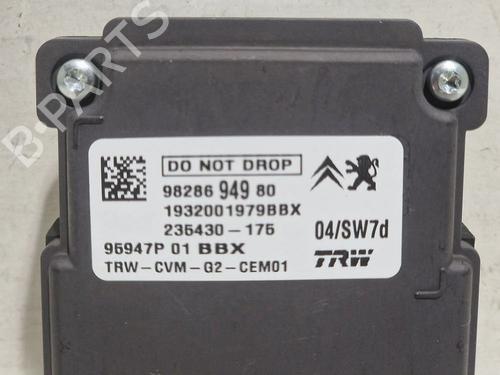 B-PARTS
DO NOT DROP
98286 949 80
1932001979BBX
235430-175
04/SW7d
95947P 01 BBX
TRW-CVM-G2-CEM01
TRW